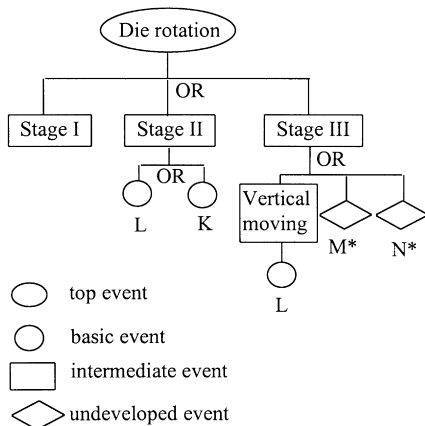 Die rotation
OR
Stage I Stage II Stage III
OR OR
L K Vertical moving M* N*
L
top event
basic event
intermediate event
undeveloped event